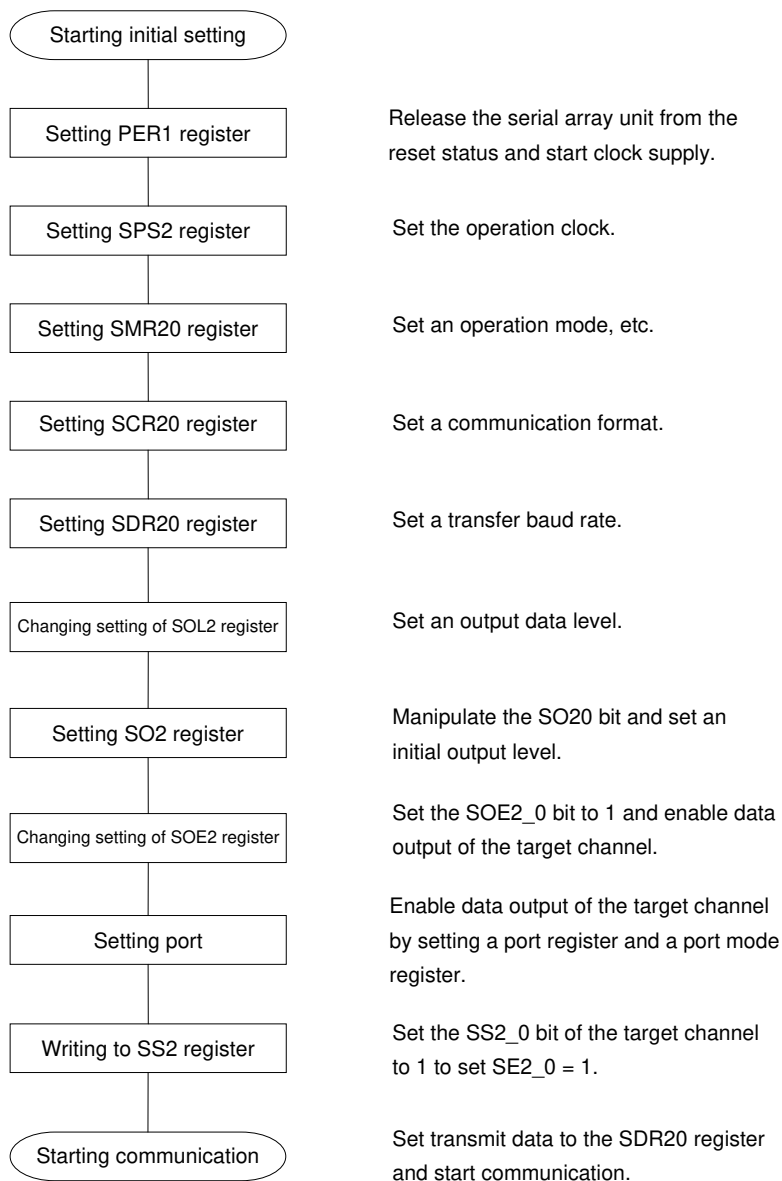 Starting initial setting
Setting PER1 register
Release the serial array unit from the
reset status and start clock supply.
Setting SPS2 register
Set the operation clock.
Setting SMR20 register
Set an operation mode, etc.
Setting SCR20 register
Set a communication format.
Setting SDR20 register
Set a transfer baud rate.
Changing setting of SOL2 register
Set an output data level.
Setting SO2 register
Manipulate the SO20 bit and set an
initial output level.
Changing setting of SOE2 register
Set the SOE2_0 bit to 1 and enable data
output of the target channel.
Setting port
Enable data output of the target channel
by setting a port register and a port mode
register.
Writing to SS2 register
Set the SS2_0 bit of the target channel
to 1 to set SE2_0 = 1.
Starting communication
Set transmit data to the SDR20 register
and start communication.